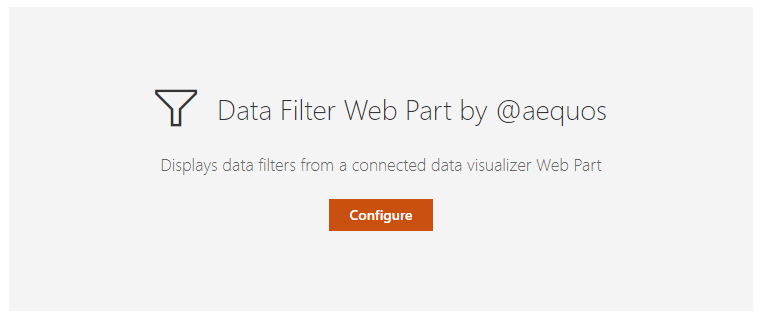 Data Filter Web Part by @aequos
Displays data filters from a connected data visualizer Web Part
Configure